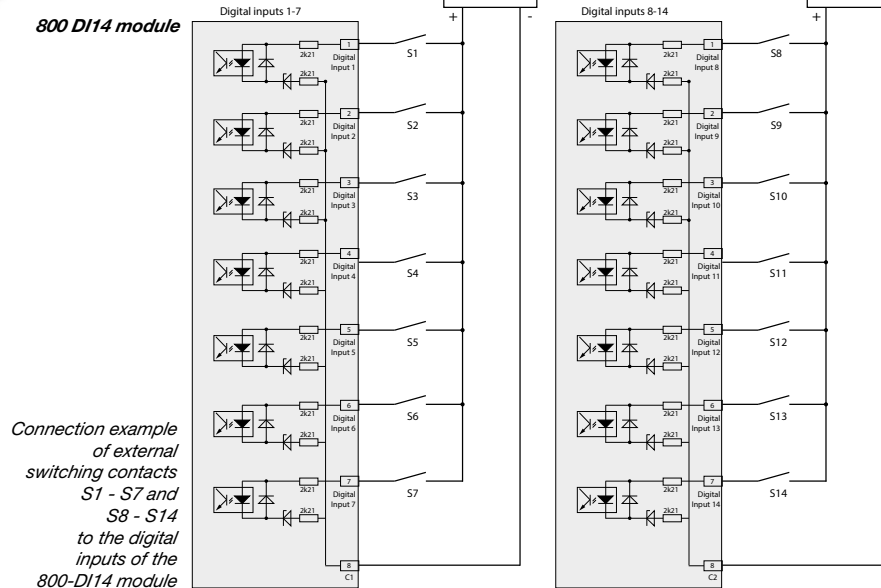 800 DI14 module
Digital inputs 1-7
+ -
1
2k21
Digital
Input 1
2k21
S1
2
2k21
Digital
Input 2
2k21
S2
3
2k21
Digital
Input 3
2k21
S3
4
2k21
Digital
Input 4
2k21
S4
5
2k21
Digital
Input 5
2k21
S5
6
2k21
Digital
Input 6
2k21
S6
7
2k21
Digital
Input 7
2k21
S7
8
C1
Digital inputs 8-14
+
1
2k21
Digital
Input 8
2k21
S8
2
2k21
Digital
Input 9
2k21
S9
3
2k21
Digital
Input 10
2k21
S10
4
2k21
Digital
Input 11
2k21
S11
5
2k21
Digital
Input 12
2k21
S12
6
2k21
Digital
Input 13
2k21
S13
7
2k21
Digital
Input 14
2k21
S14
8
C2
Connection example
of external
switching contacts
S1 - S7 and
S8 - S14
to the digital
inputs of the
800-DI14 module